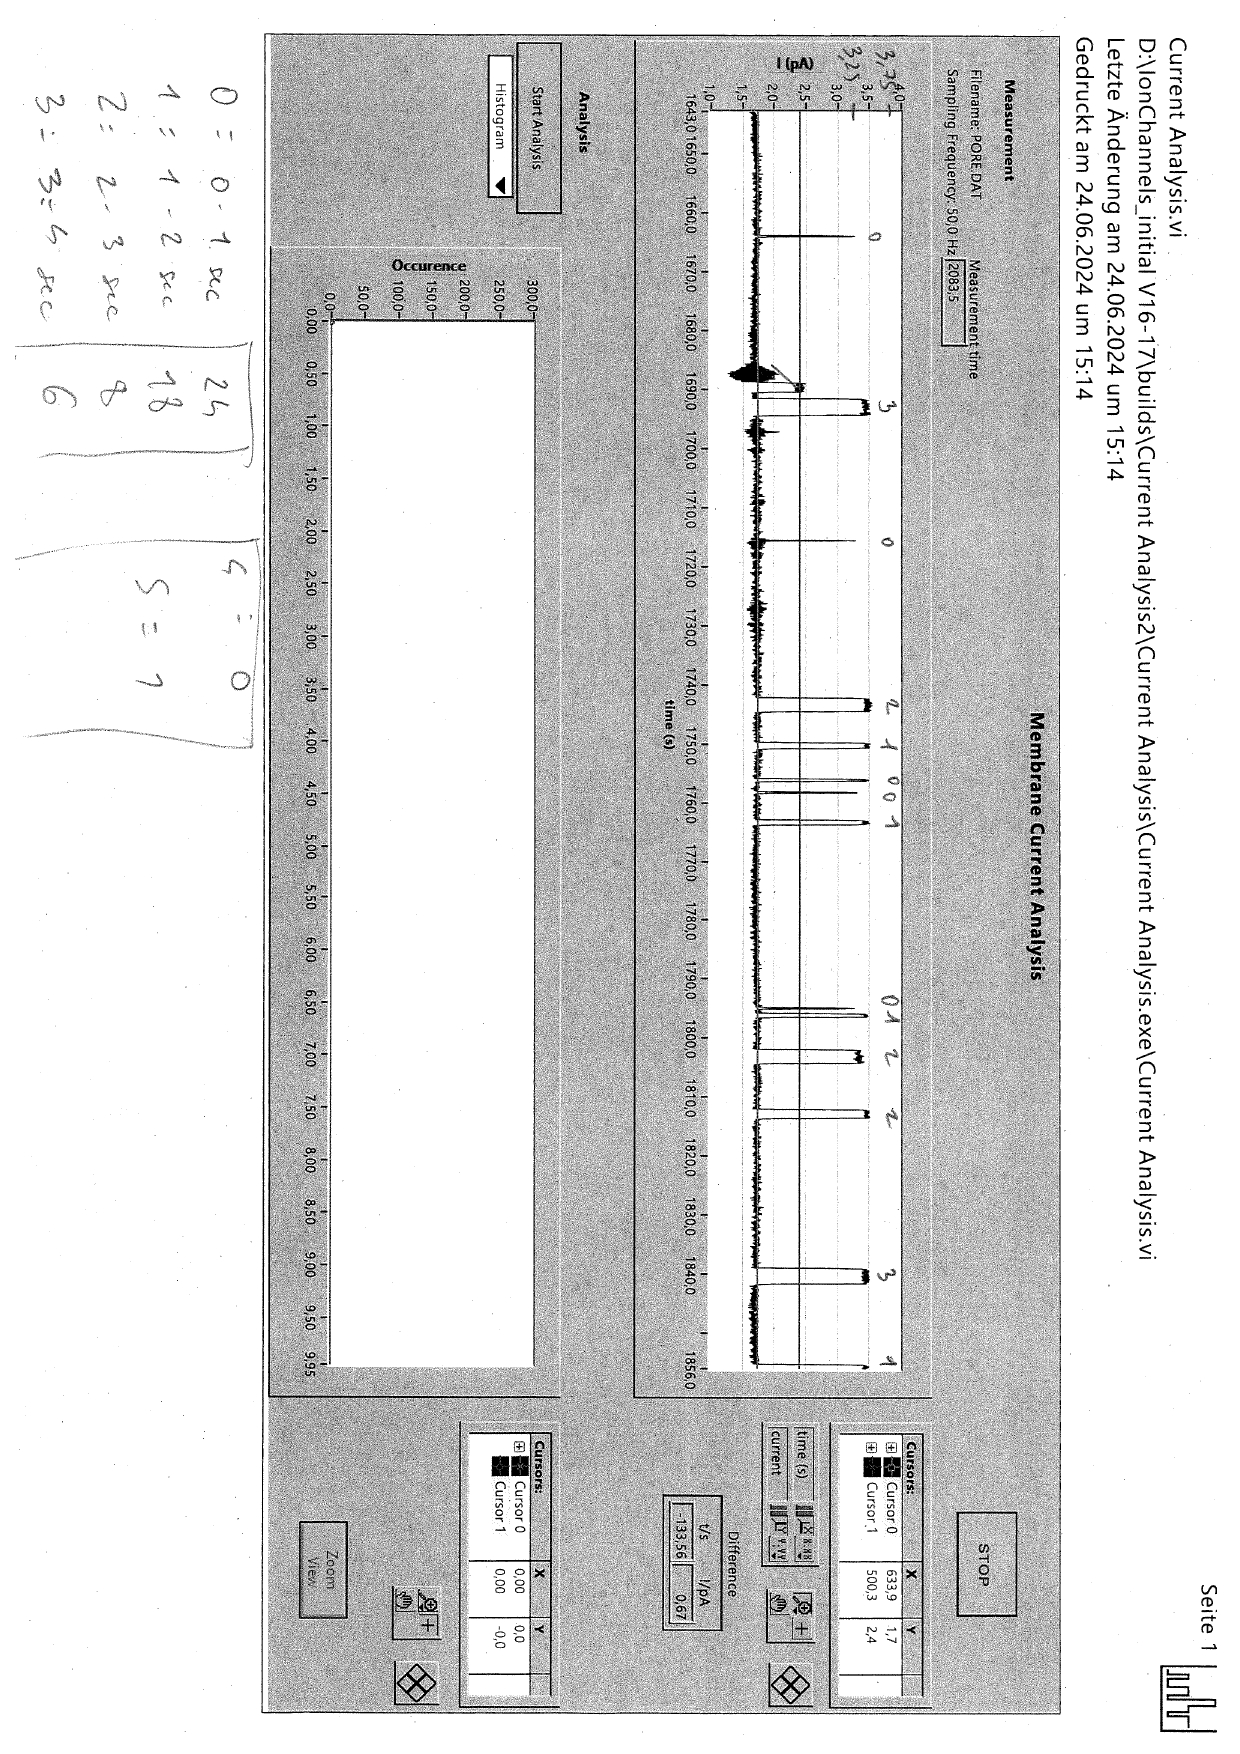 Seite 1
Current Analysis.vi
D:\IonChannels_initial V16-17\builds\Current Analysis2\Current Analysis\Current Analysis.exe\Current Analysis.vi
Letzte Änderung am 24.06.2024 um 15:14
Gedruckt am 24.06.2024 um 15:14
Membrane Current Analysis
Measurement
Filename: PORE.DAT
Measurement time
Sampling Frequency: 50,0 Hz
2083,5
STOP
3,75
3,25
0 3 0 2 1 0 0 1 0 1 2 2 3 1
I (pA)
4,0
3,5
3,0
2,5
2,0
1,5
1,0
1643,0 1650,0 1660,0 1670,0 1680,0 1690,0 1700,0 1710,0 1720,0 1730,0 1740,0 1750,0 1760,0 1770,0 1780,0 1790,0 1800,0 1810,0 1820,0 1830,0 1840,0 1856,0
time (s)
Cursors: X Y
Cursor 0 633,9 1,7
Cursor 1 500,3 2,4
time (s)
current
Difference
t/s I/pA
-133,56 0,67
Analysis
Start Analysis
Histogram
Occurence
300,0
250,0
200,0
150,0
100,0
50,0
0,0
0,00 0,50 1,00 1,50 2,00 2,50 3,00 3,50 4,00 4,50 5,00 5,50 6,00 6,50 7,00 7,50 8,00 8,50 9,00 9,50 9,95
Cursors: X Y
Cursor 0 0,00 0,0
Cursor 1 0,00 -0,0
Zoom
View
0 = 0-1 sec 24 4 = 0
1 = 1-2 sec 18 5 = 1
2 = 2-3 sec 8
3 = 3-4 sec 6